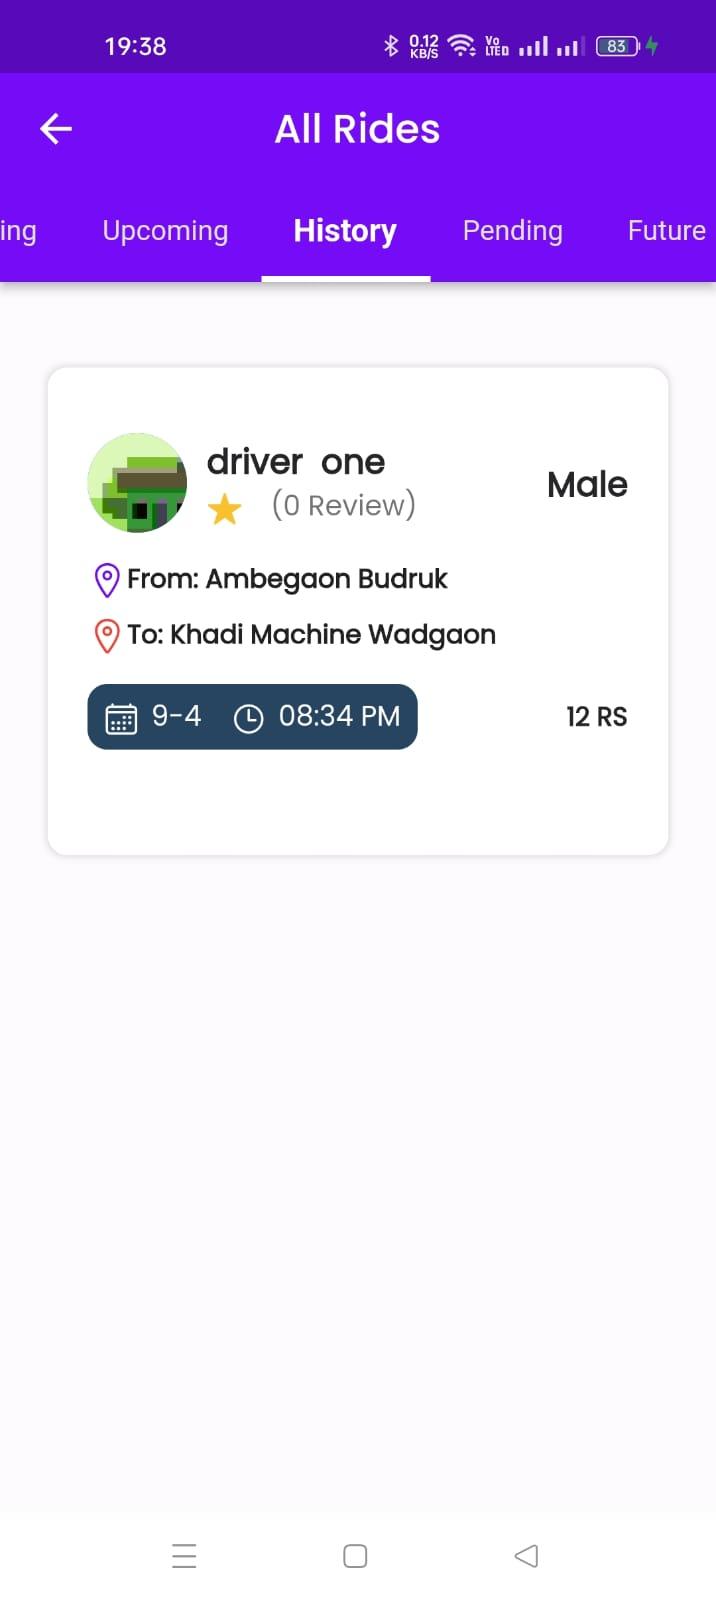 19:38 0.12 KB/S Vo LTED 83
All Rides
ing Upcoming History Pending Future
driver one
Male
(0 Review)
From: Ambegaon Budruk
To: Khadi Machine Wadgaon
9-4 08:34 PM 12 RS